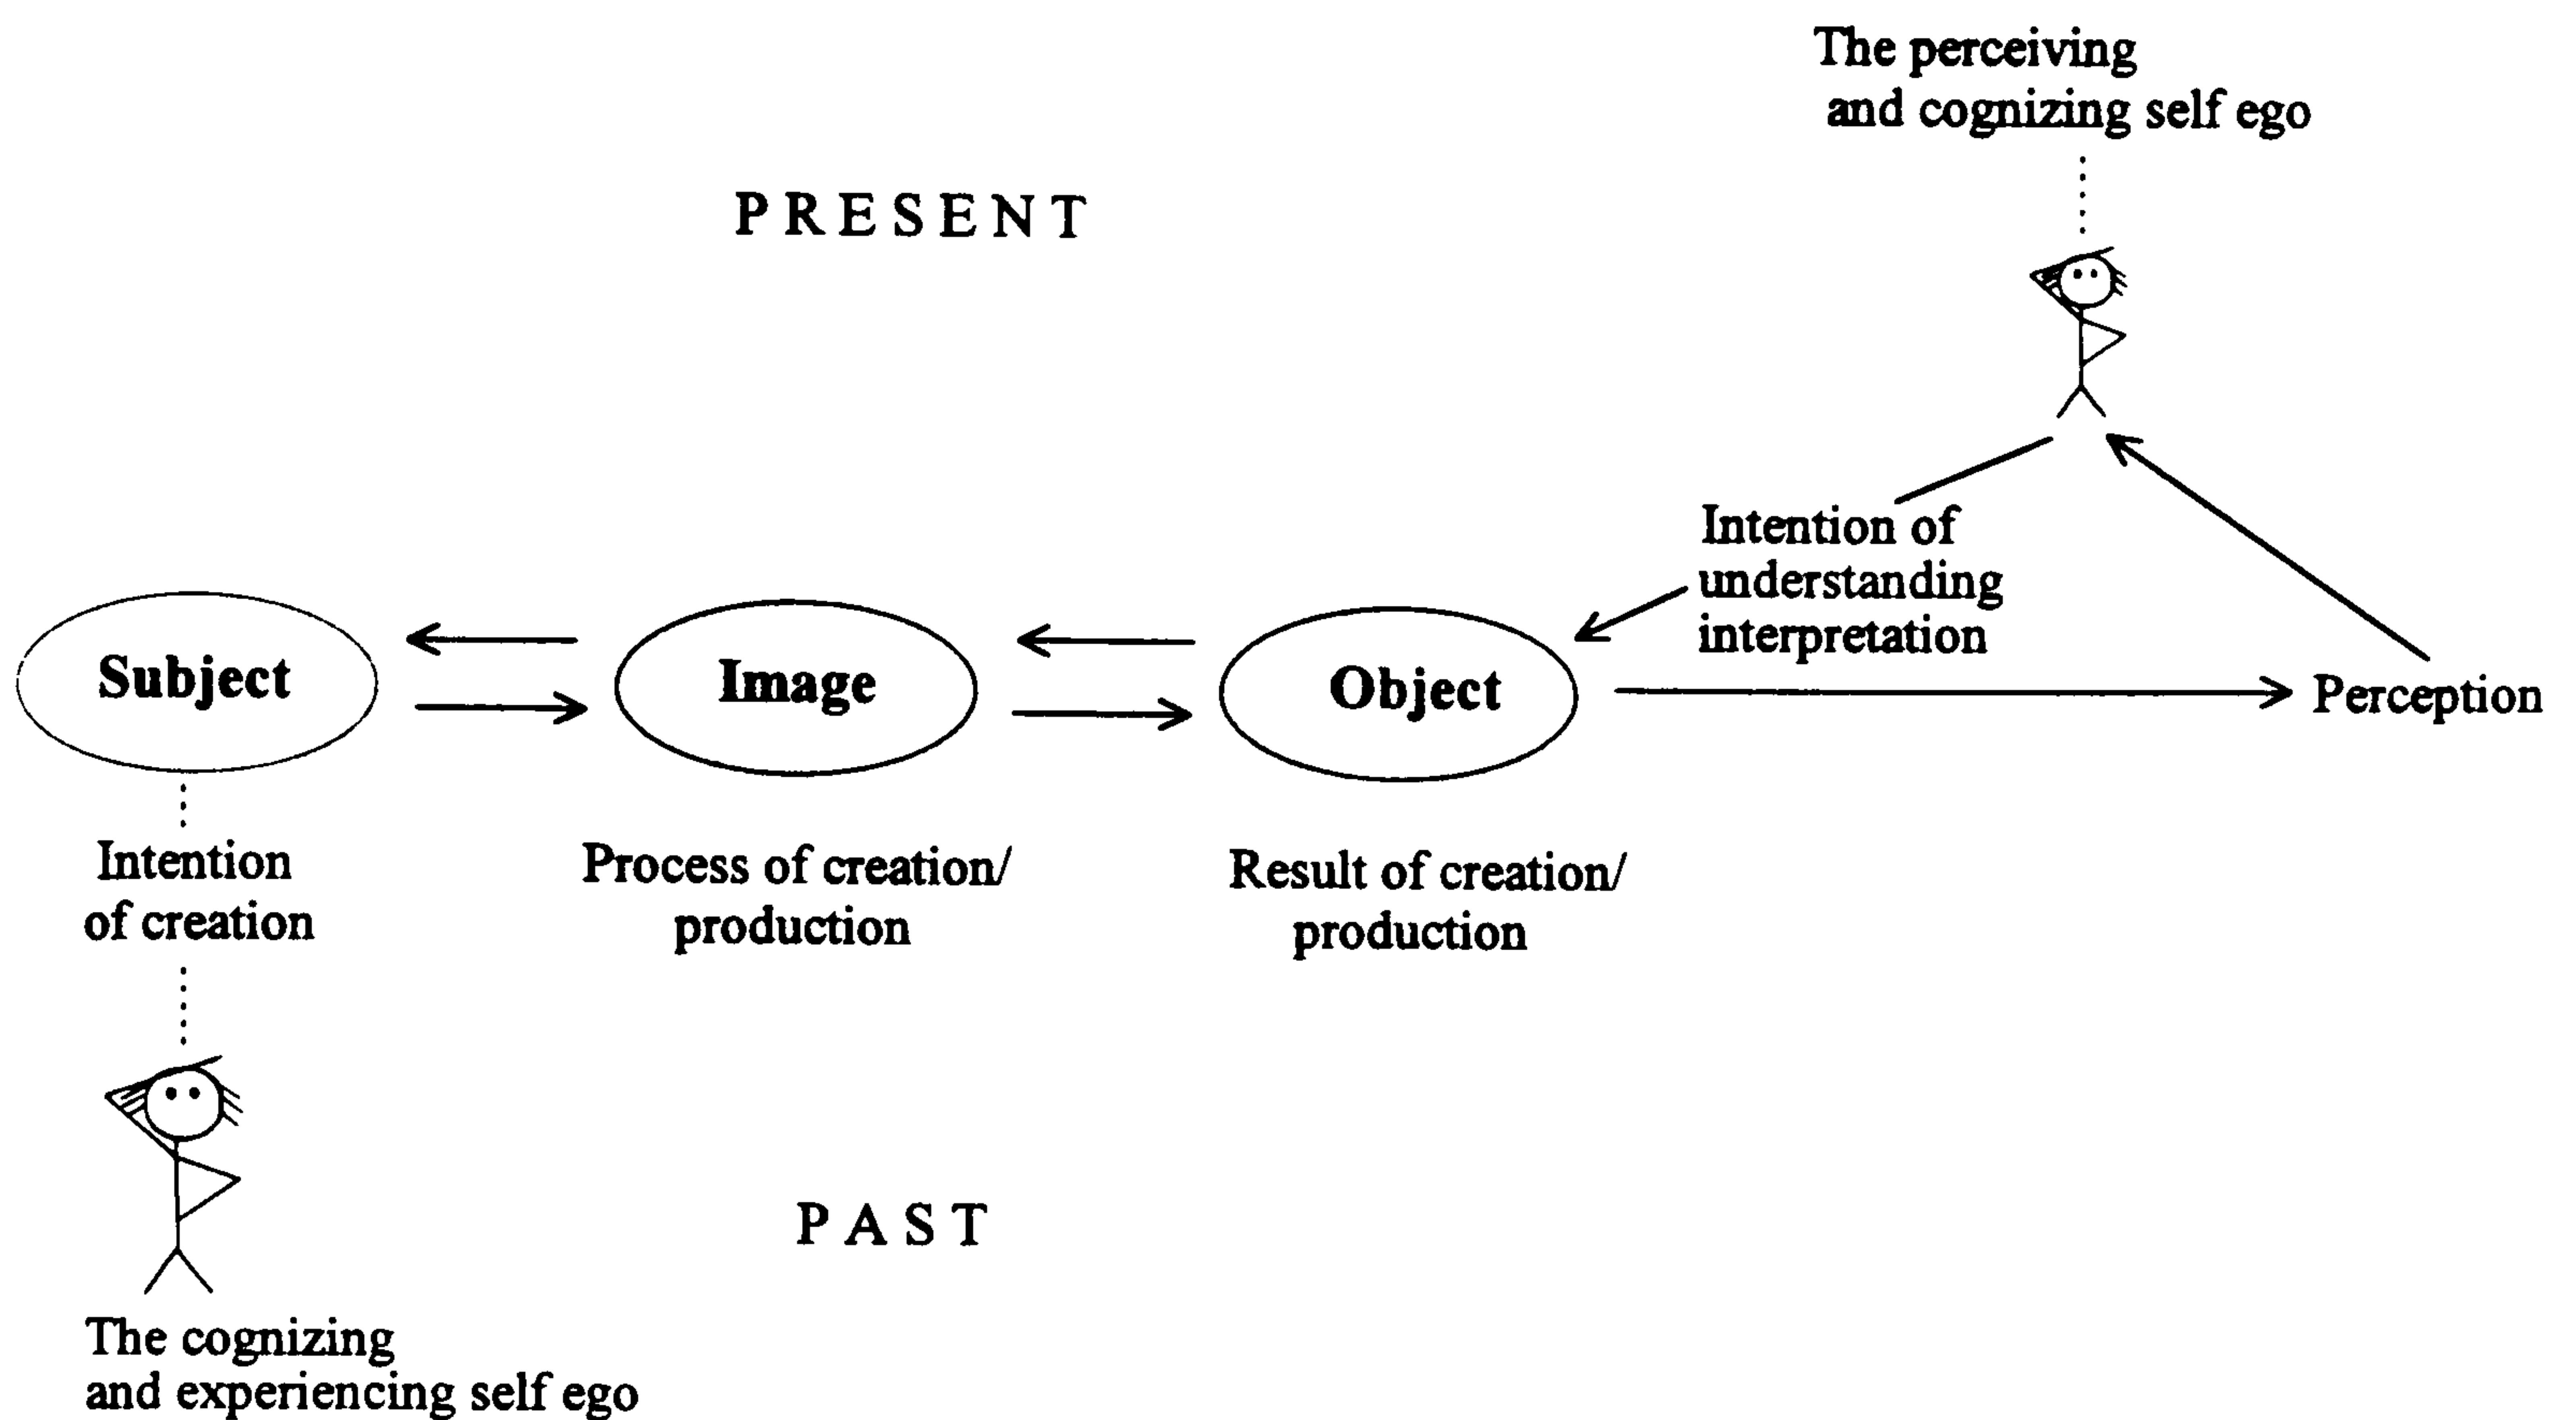 The perceiving
and cognizing self ego
PRESENT
Intention of
understanding
interpretation
Subject
Image
Object
Perception
Intention
of creation
Process of creation/
production
Result of creation/
production
PAST
The cognizing
and experiencing self ego